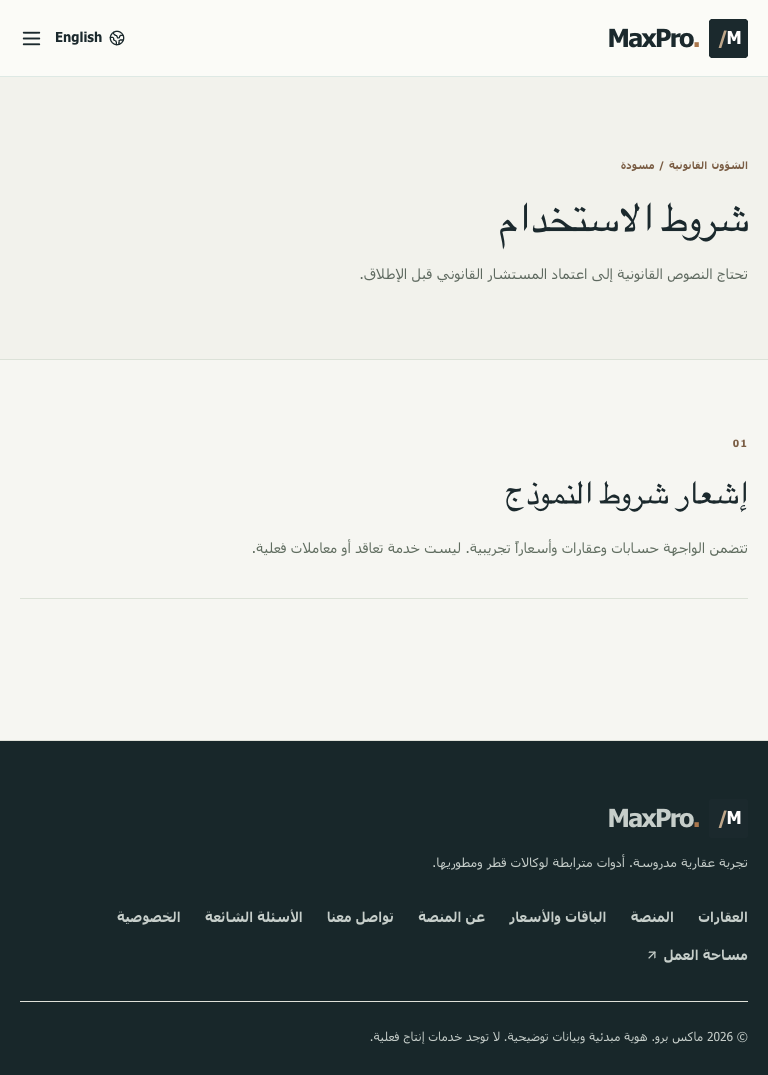 /M MaxPro.
English
الشؤون القانونية / مسودة
شروط الاستخدام
تحتاج النصوص القانونية إلى اعتماد المستشار القانوني قبل الإطلاق.
01
إشعار شروط النموذج
تتضمن الواجهة حسابات وعقارات وأسعاراً تجريبية. ليست خدمة تعاقد أو معاملات فعلية.
/M MaxPro.
تجربة عقارية مدروسة. أدوات مترابطة لوكالات قطر ومطوريها.
العقارات المنصة الباقات والأسعار عن المنصة تواصل معنا الأسئلة الشائعة الخصوصية
مساحة العمل
© 2026 ماكس برو. هوية مبدئية وبيانات توضيحية. لا توجد خدمات إنتاج فعلية.